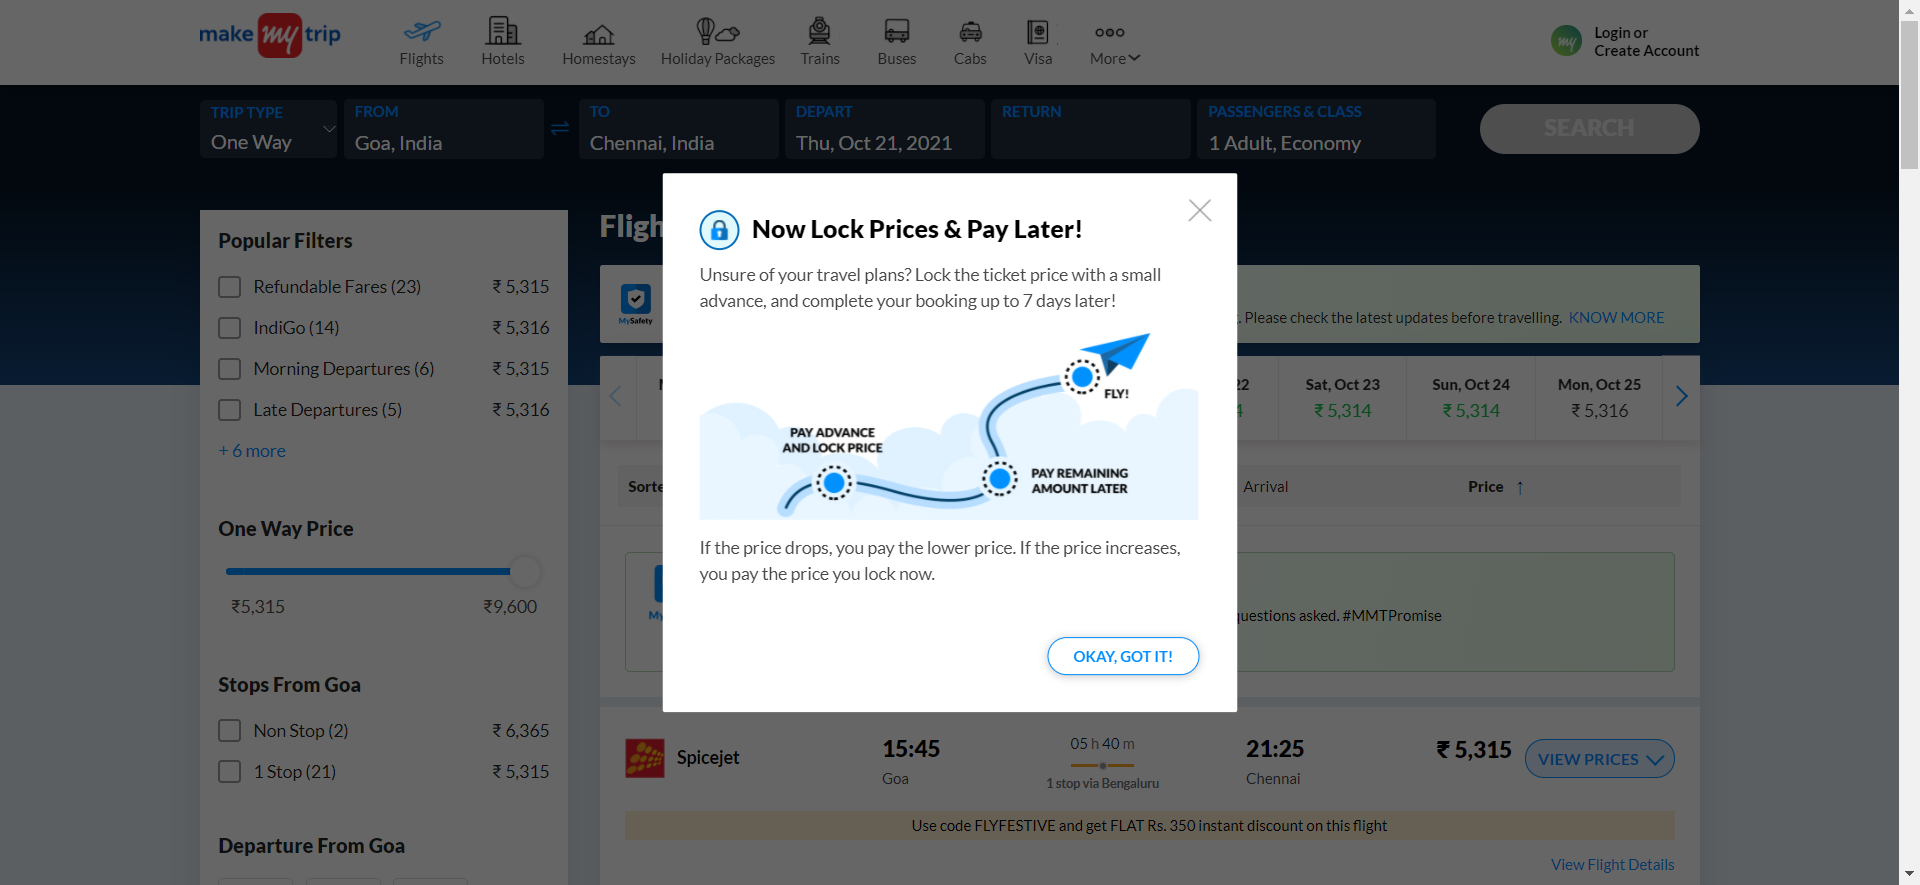 make my trip
Flights
Hotels
Homestays
Holiday Packages
Trains
Buses
Cabs
Visa
More
my
Login or
Create Account
TRIP TYPE
One Way
FROM
Goa, India
TO
Chennai, India
DEPART
Thu, Oct 21, 2021
RETURN
PASSENGERS & CLASS
1 Adult, Economy
SEARCH
Popular Filters
Refundable Fares (23) ₹ 5,315
IndiGo (14) ₹ 5,316
Morning Departures (6) ₹ 5,315
Late Departures (5) ₹ 5,316
+ 6 more
One Way Price
₹5,315 ₹9,600
Stops From Goa
Non Stop (2) ₹ 6,365
1 Stop (21) ₹ 5,315
Departure From Goa
Now Lock Prices & Pay Later!
Unsure of your travel plans? Lock the ticket price with a small
advance, and complete your booking up to 7 days later!
FLY!
PAY ADVANCE
AND LOCK PRICE
PAY REMAINING
AMOUNT LATER
If the price drops, you pay the lower price. If the price increases,
you pay the price you lock now.
OKAY, GOT IT!
MySafety
. Please check the latest updates before travelling. KNOW MORE
22
4
Sat, Oct 23
₹ 5,314
Sun, Oct 24
₹ 5,314
Mon, Oct 25
₹ 5,316
Arrival
Price ↑
questions asked. #MMTPromise
Spicejet
15:45
Goa
05 h 40 m
1 stop via Bengaluru
21:25
Chennai
₹ 5,315
VIEW PRICES
Use code FLYFESTIVE and get FLAT Rs. 350 instant discount on this flight
View Flight Details